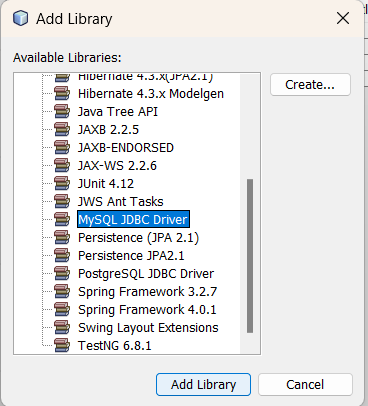 Add Library
Available Libraries:
Hibernate 4.3.x(JPA2.1)
Hibernate 4.3.x Modelgen
Java Tree API
JAXB 2.2.5
JAXB-ENDORSED
JAX-WS 2.2.6
JUnit 4.12
JWS Ant Tasks
MySQL JDBC Driver
Persistence (JPA 2.1)
Persistence JPA2.1
PostgreSQL JDBC Driver
Spring Framework 3.2.7
Spring Framework 4.0.1
Swing Layout Extensions
TestNG 6.8.1
Create...
Add Library
Cancel